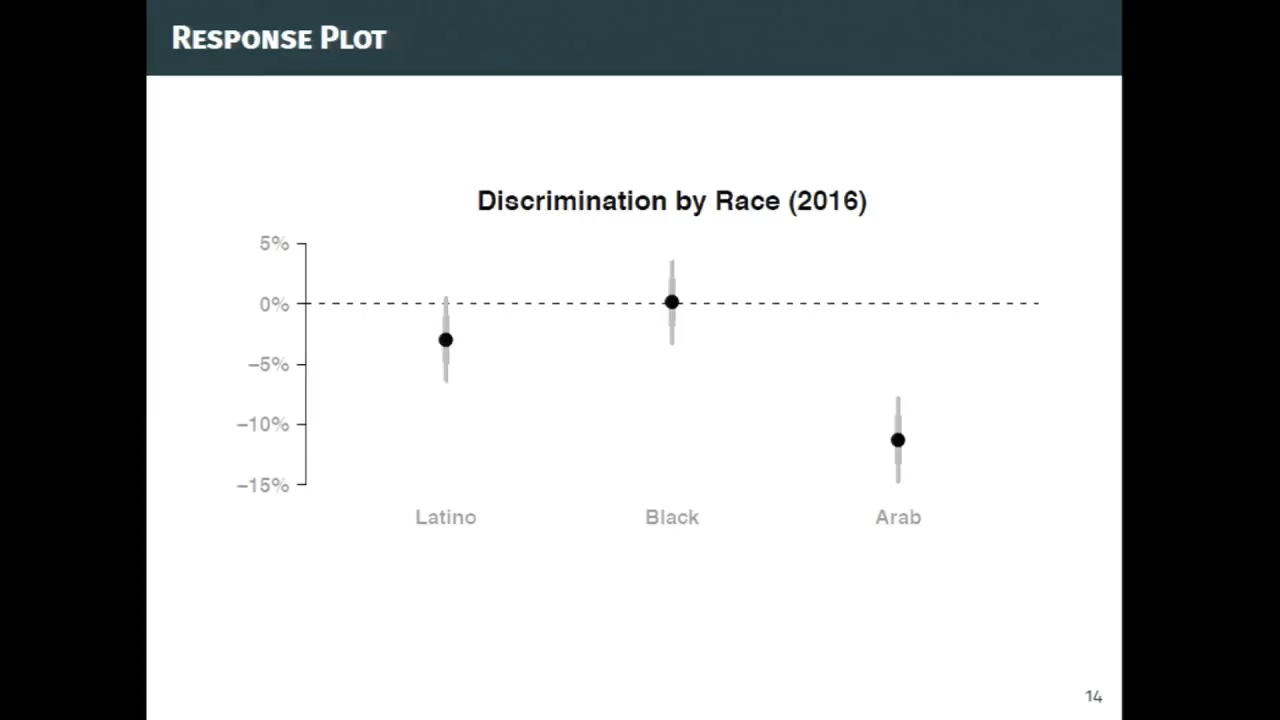 Response Plot
Discrimination by Race (2016)
5%
0%
−5%
−10%
−15%
Latino Black Arab
14